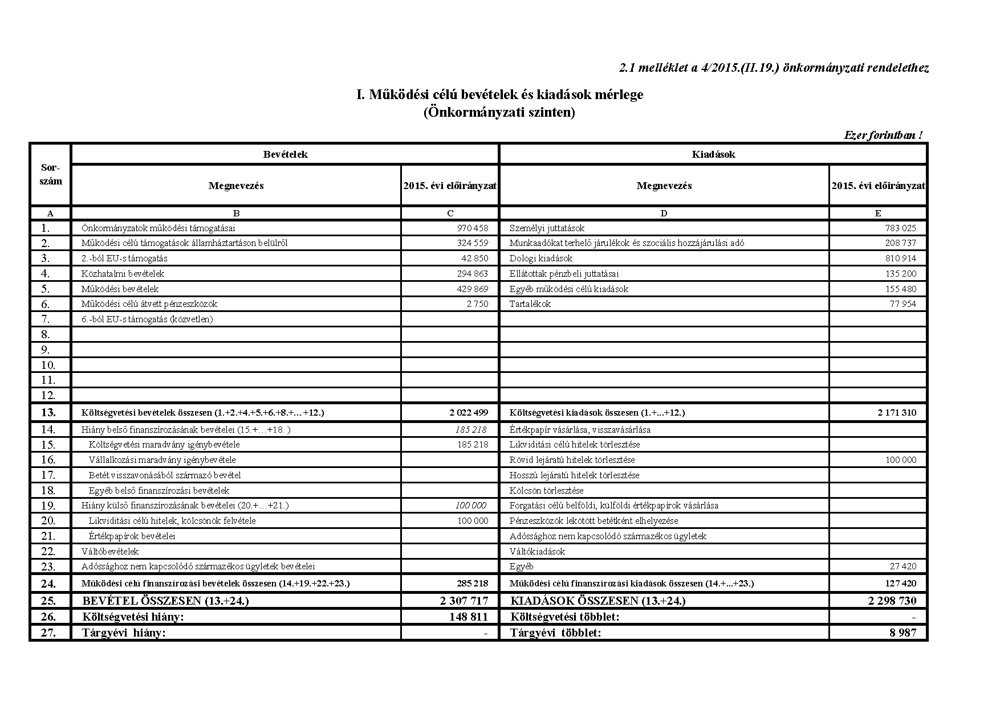 2.1 melléklet a 4/2015.(II.19.) önkormányzati rendelethez
I. Működési célú bevételek és kiadások mérlege
(Önkormányzati szinten)
Ezer forintban !
Sor-
szám
Bevételek Kiadások
Megnevezés 2015. évi előirányzat Megnevezés 2015. évi előirányzat
A B C D E
1. Önkormányzatok működési támogatásai 970 458 Személyi juttatások 783 025
2. Működési célú támogatások államháztartáson belülről 324 559 Munkaadókat terhelő járulékok és szociális hozzájárulási adó 208 737
3. 2.-ból EU-s támogatás 42 850 Dologi kiadások 810 914
4. Közhatalmi bevételek 294 863 Ellátottak pénzbeli juttatásai 135 200
5. Működési bevételek 429 869 Egyéb működési célú kiadások 155 480
6. Működési célú átvett pénzeszközök 2 750 Tartalékok 77 954
7. 6.-ból EU-s támogatás (közvetlen)
8.
9.
10.
11.
12.
13. Költségvetési bevételek összesen (1.+2.+4.+5.+6.+8.+…+12.) 2 022 499 Költségvetési kiadások összesen (1.+...+12.) 2 171 310
14. Hiány belső finanszírozásának bevételei (15.+…+18. ) 185 218 Értékpapír vásárlása, visszavásárlása
15. Költségvetési maradvány igénybevétele 185 218 Likviditási célú hitelek törlesztése
16. Vállalkozási maradvány igénybevétele Rövid lejáratú hitelek törlesztése 100 000
17. Betét visszavonásából származó bevétel Hosszú lejáratú hitelek törlesztése
18. Egyéb belső finanszírozási bevételek Kölcsön törlesztése
19. Hiány külső finanszírozásának bevételei (20.+…+21.) 100 000 Forgatási célú belföldi, külföldi értékpapírok vásárlása
20. Likviditási célú hitelek, kölcsönök felvétele 100 000 Pénzeszközök lekötött betétként elhelyezése
21. Értékpapírok bevételei Adóssághoz nem kapcsolódó származékos ügyletek
22. Váltóbevételek Váltókiadások
23. Adóssághoz nem kapcsolódó származékos ügyletek bevételei Egyéb 27 420
24. Működési célú finanszírozási bevételek összesen (14.+19.+22.+23.) 285 218 Működési célú finanszírozási kiadások összesen (14.+...+23.) 127 420
25. BEVÉTEL ÖSSZESEN (13.+24.) 2 307 717 KIADÁSOK ÖSSZESEN (13.+24.) 2 298 730
26. Költségvetési hiány: 148 811 Költségvetési többlet: -
27. Tárgyévi hiány: - Tárgyévi többlet: 8 987